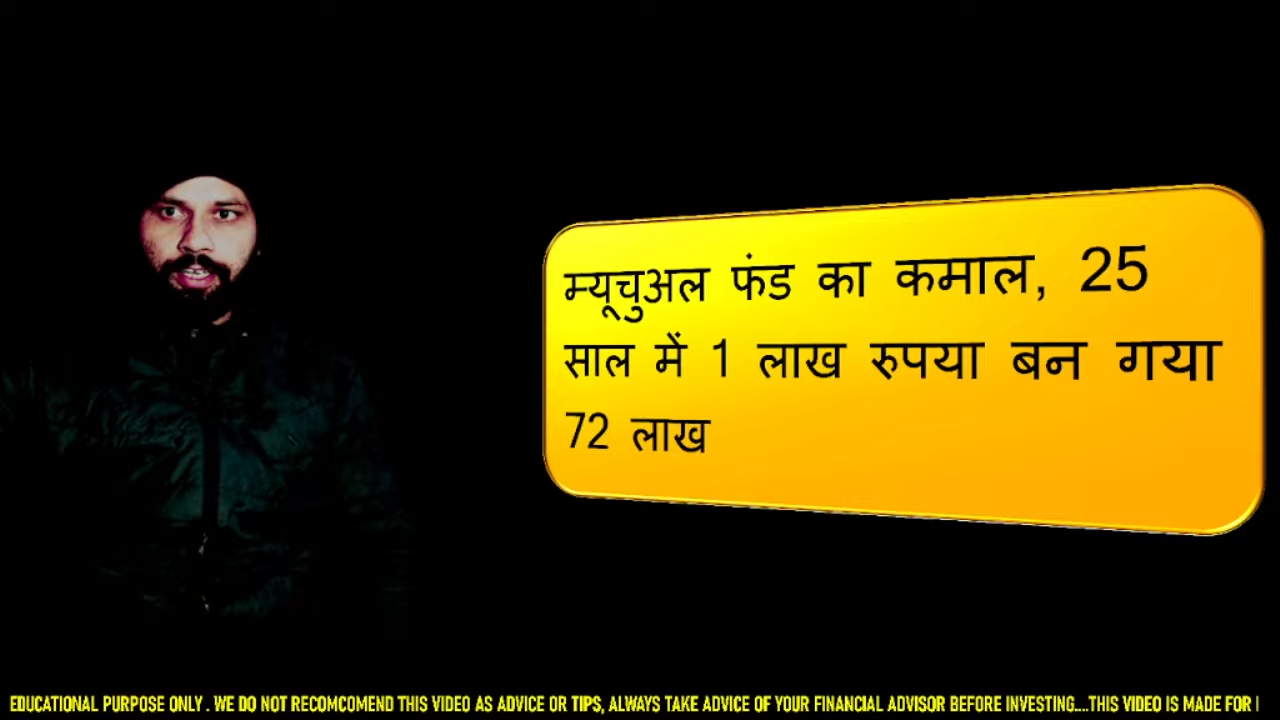 म्यूचुअल फंड का कमाल, 25
साल में 1 लाख रुपया बन गया
72 लाख
EDUCATIONAL PURPOSE ONLY . WE DO NOT RECOMCOMEND THIS VIDEO AS ADVICE OR TIPS, ALWAYS TAKE ADVICE OF YOUR FINANCIAL ADVISOR BEFORE INVESTING....THIS VIDEO IS MADE FOR